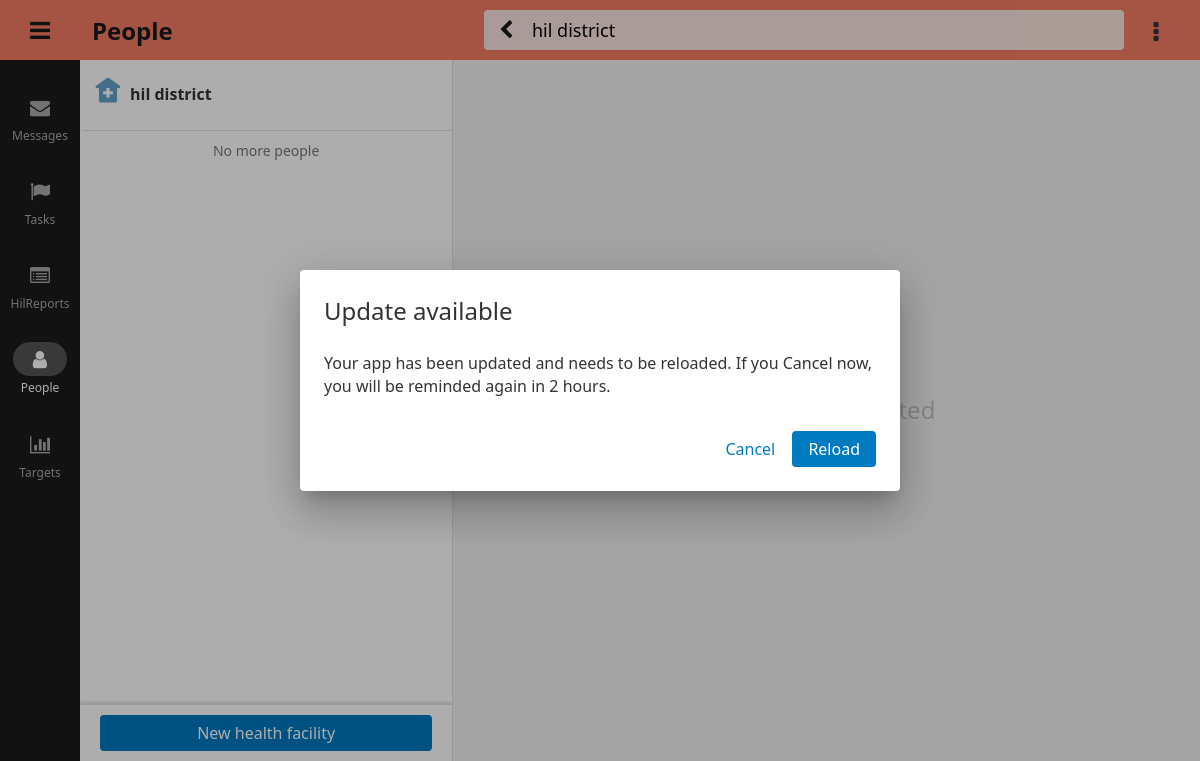 People
hil district
Messages
Tasks
HilReports
People
Targets
hil district
No more people
New health facility
Update available
Your app has been updated and needs to be reloaded. If you Cancel now,
you will be reminded again in 2 hours.
Cancel
Reload